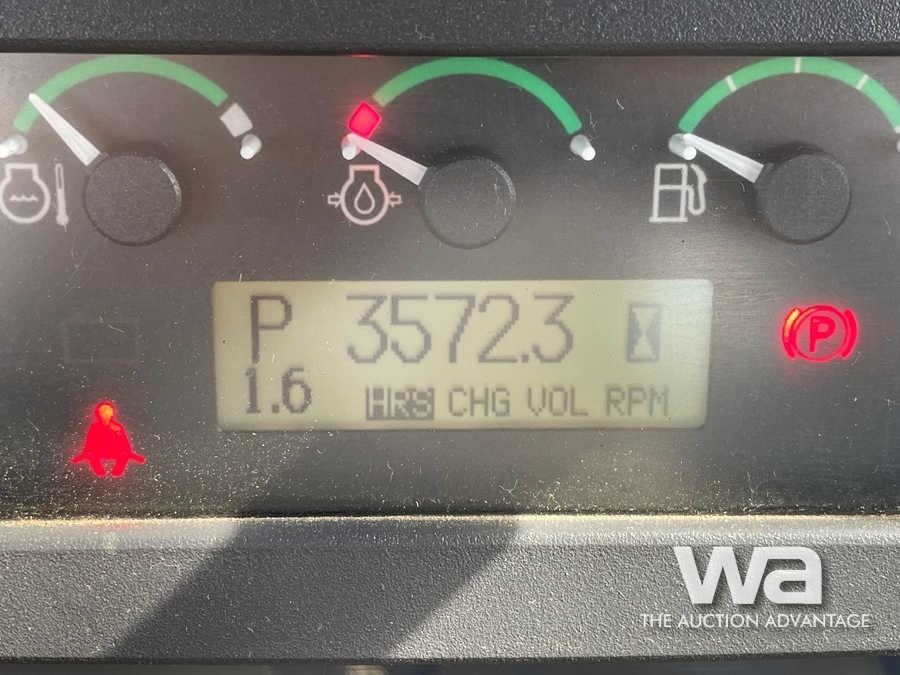 P 3572.3
1.6 HRS CHG VOL RPM
P
wa
THE AUCTION ADVANTAGE